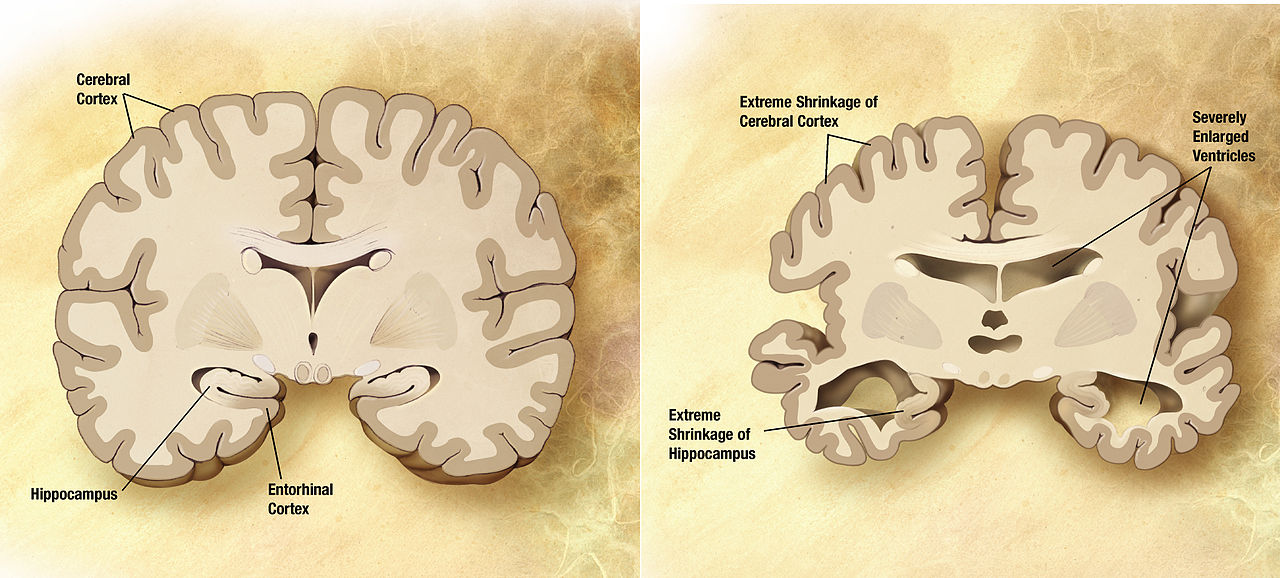 Cerebral
Cortex
Hippocampus
Entorhinal
Cortex
Extreme Shrinkage of
Cerebral Cortex
Severely
Enlarged
Ventricles
Extreme
Shrinkage of
Hippocampus